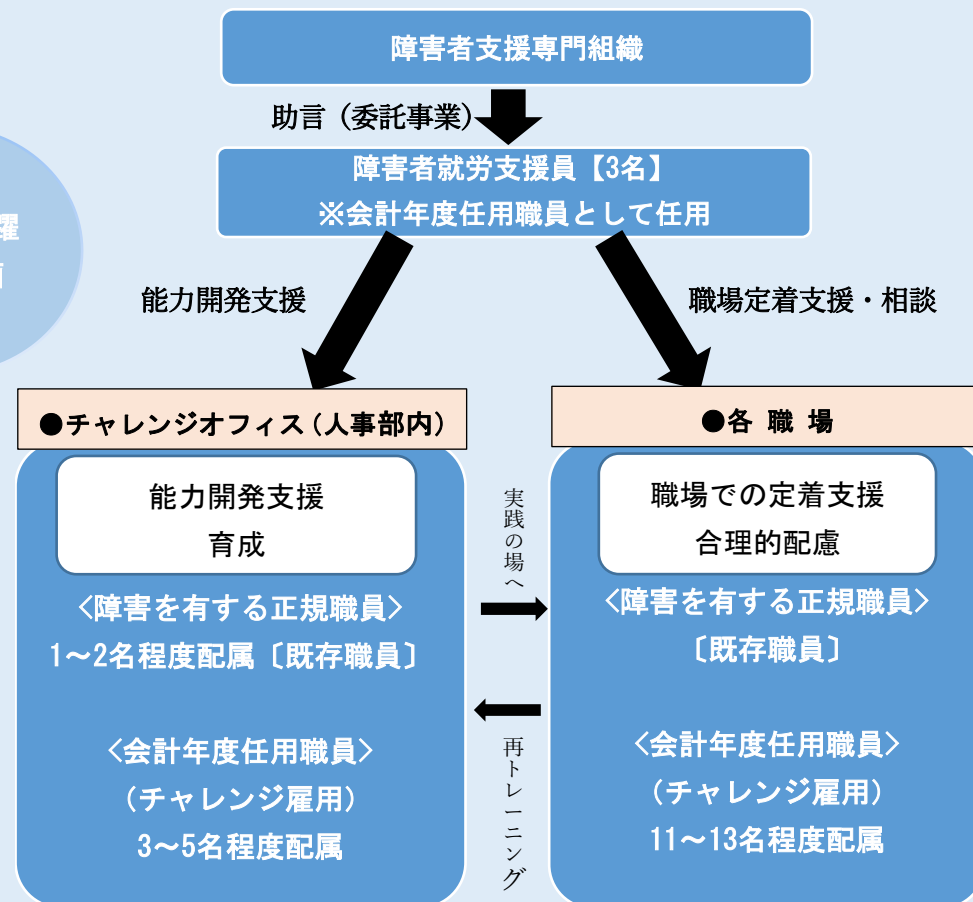 障害者支援専門組織
助言（委託事業）
障害者就労支援員【3名】
※会計年度任用職員として任用
躍
能力開発支援
職場定着支援・相談
●チャレンジオフィス（人事部内）
能力開発支援
育成
<障害を有する正規職員>
1～2名程度配属〔既存職員〕
<会計年度任用職員>
（チャレンジ雇用）
3～5名程度配属
実践の場へ
再トレーニング
●各 職 場
職場での定着支援
合理的配慮
<障害を有する正規職員>
〔既存職員〕
<会計年度任用職員>
（チャレンジ雇用）
11～13名程度配属